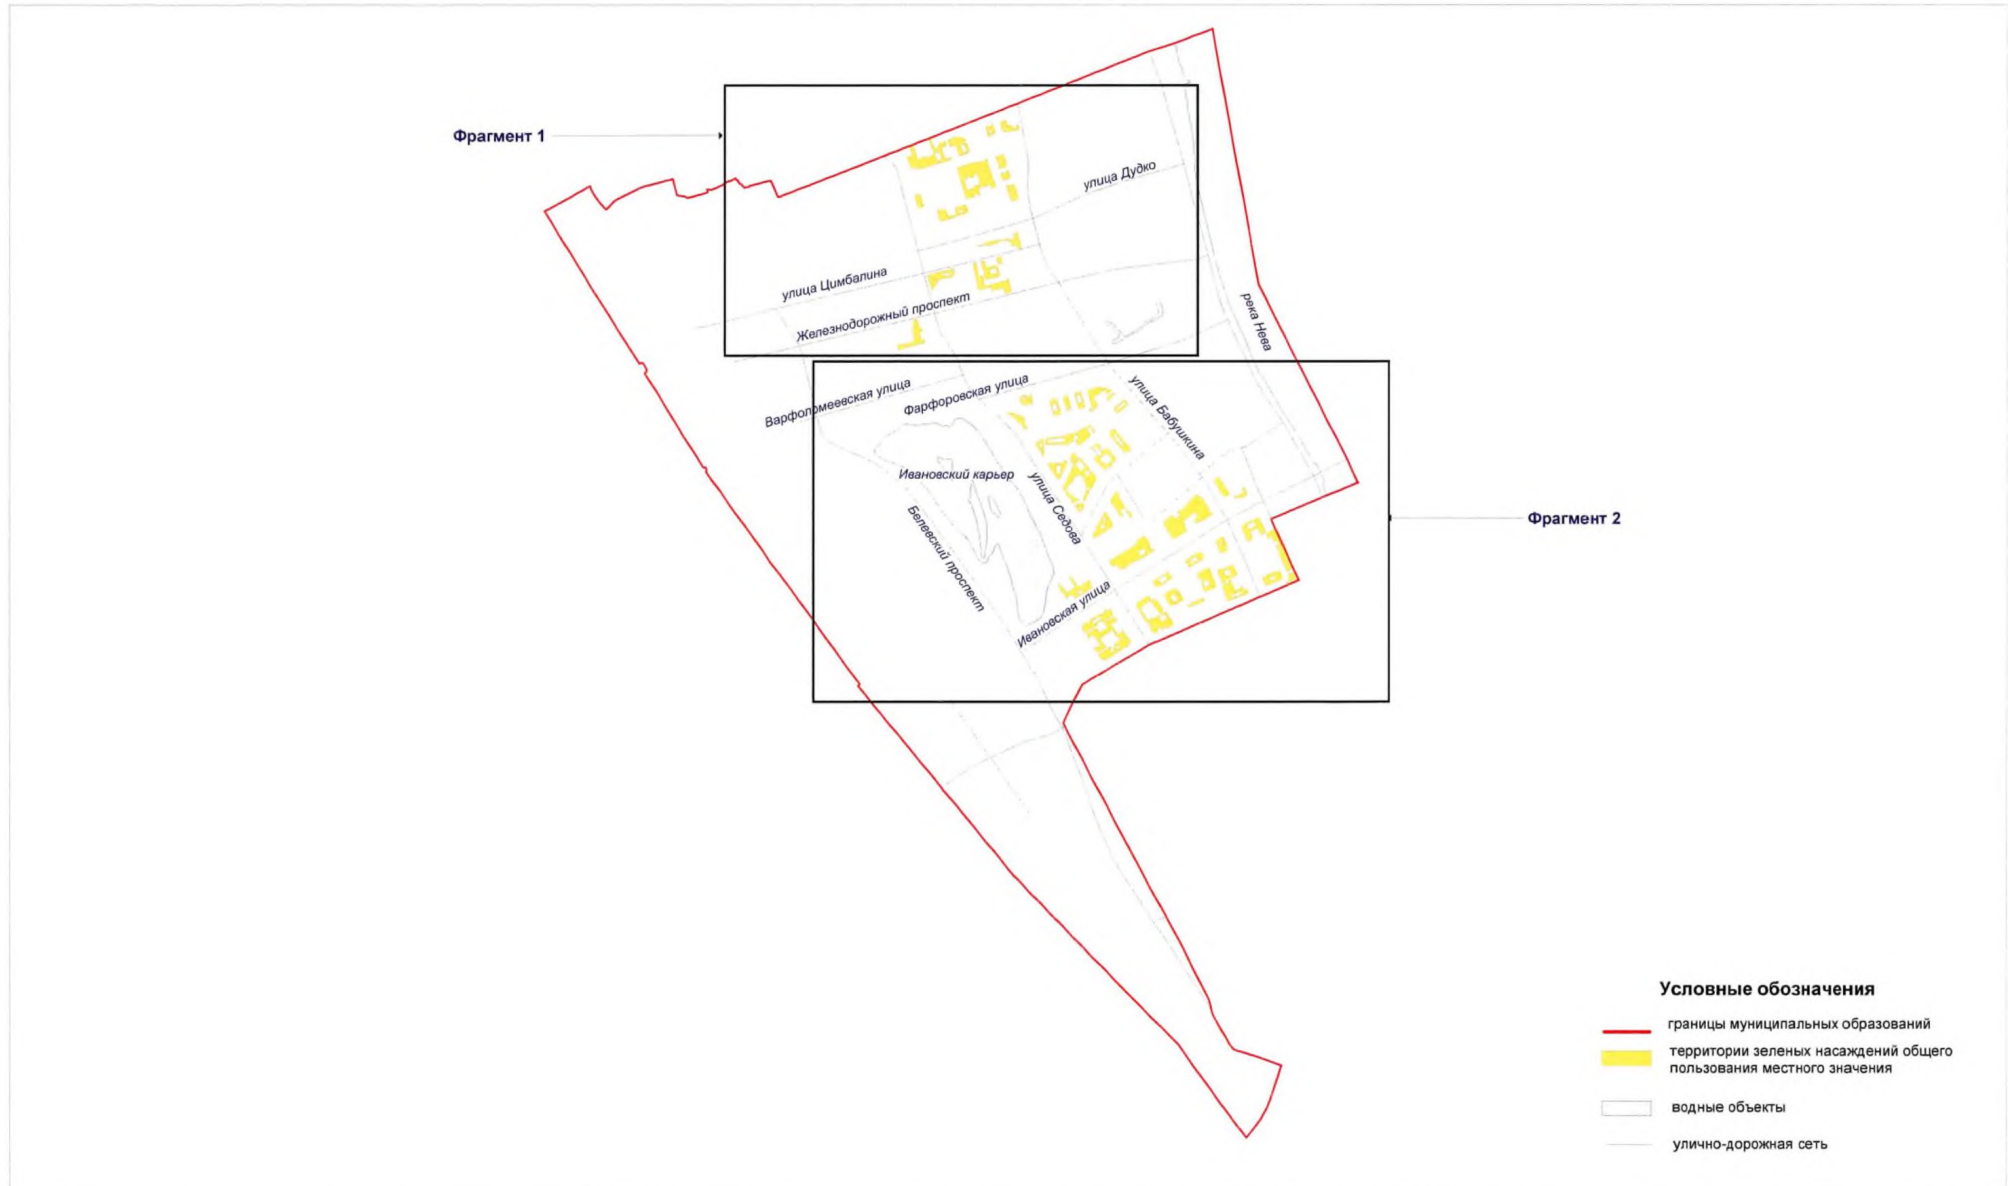 Фрагмент 1
улица Дудко
улица Цимбалина
Железнодорожный проспект
река Нева
Варфоломеевская улица
Фарфоровская улица
улица Бабушкина
Ивановский карьер
улица Седова
Белевский проспект
Фрагмент 2
Ивановская улица
Условные обозначения
границы муниципальных образований
территории зеленых насаждений общего
пользования местного значения
водные объекты
улично-дорожная сеть